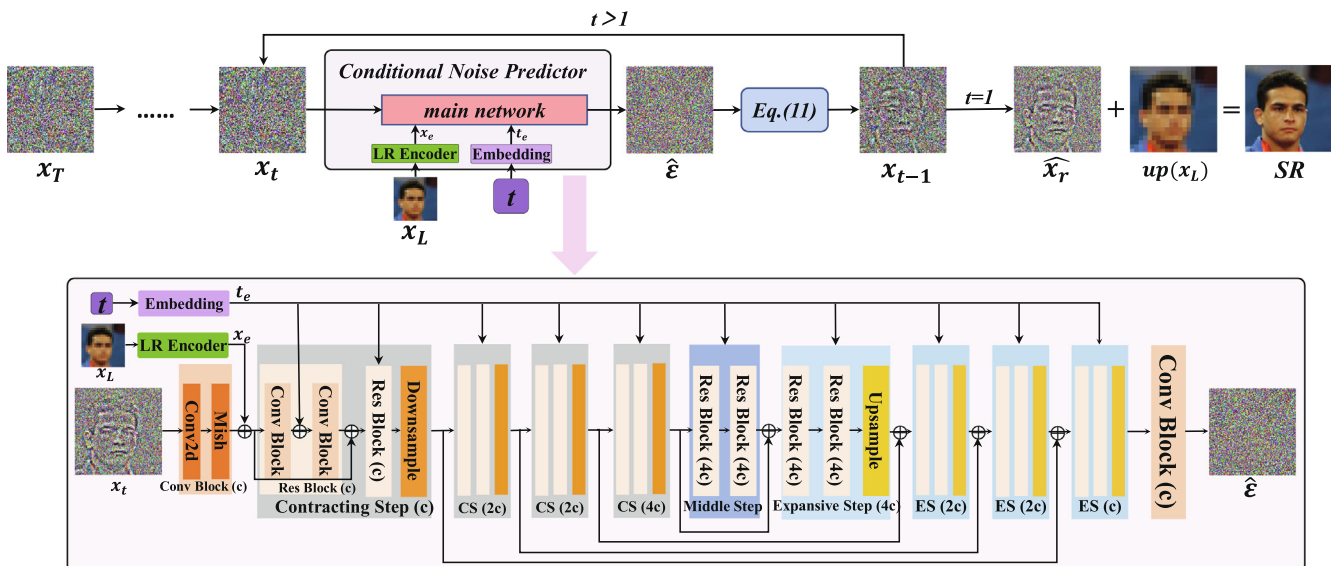 t > 1
Conditional Noise Predictor
main network
x_e
t_e
LR Encoder
Embedding
t
x_L
x_T
......
x_t
ε̂
Eq.(11)
x_{t−1}
t=1
\widehat{x_r}
+
up(x_L)
=
SR
t
Embedding
t_e
x_L
LR Encoder
x_e
x_t
Conv2d
Mish
Conv Block (c)
Conv Block
Conv Block
Res Block (c)
Res Block (c)
Downsample
Contracting Step (c)
CS (2c)
CS (2c)
CS (4c)
Res Block (4c)
Res Block (4c)
Middle Step
Res Block (4c)
Res Block (4c)
Upsample
Expansive Step (4c)
ES (2c)
ES (2c)
ES (c)
Conv Block (c)
ε̂